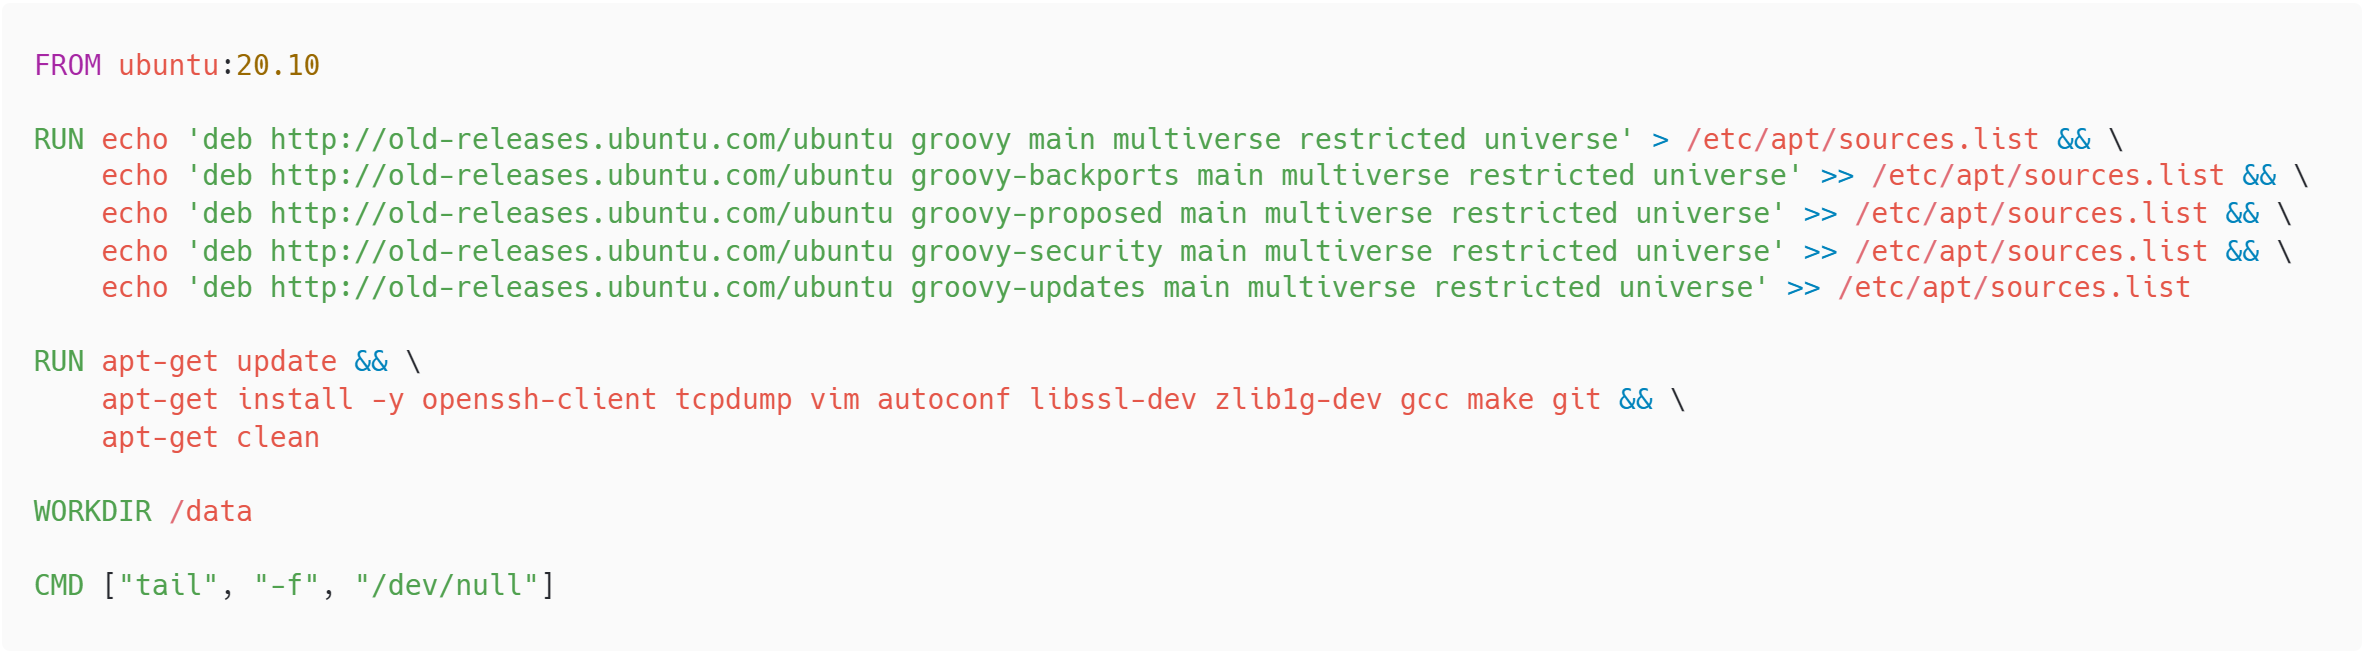 FROM ubuntu:20.10
RUN echo 'deb http://old-releases.ubuntu.com/ubuntu groovy main multiverse restricted universe' > /etc/apt/sources.list && \
    echo 'deb http://old-releases.ubuntu.com/ubuntu groovy-backports main multiverse restricted universe' >> /etc/apt/sources.list && \
    echo 'deb http://old-releases.ubuntu.com/ubuntu groovy-proposed main multiverse restricted universe' >> /etc/apt/sources.list && \
    echo 'deb http://old-releases.ubuntu.com/ubuntu groovy-security main multiverse restricted universe' >> /etc/apt/sources.list && \
    echo 'deb http://old-releases.ubuntu.com/ubuntu groovy-updates main multiverse restricted universe' >> /etc/apt/sources.list
RUN apt-get update && \
    apt-get install -y openssh-client tcpdump vim autoconf libssl-dev zlib1g-dev gcc make git && \
    apt-get clean
WORKDIR /data
CMD ["tail", "-f", "/dev/null"]